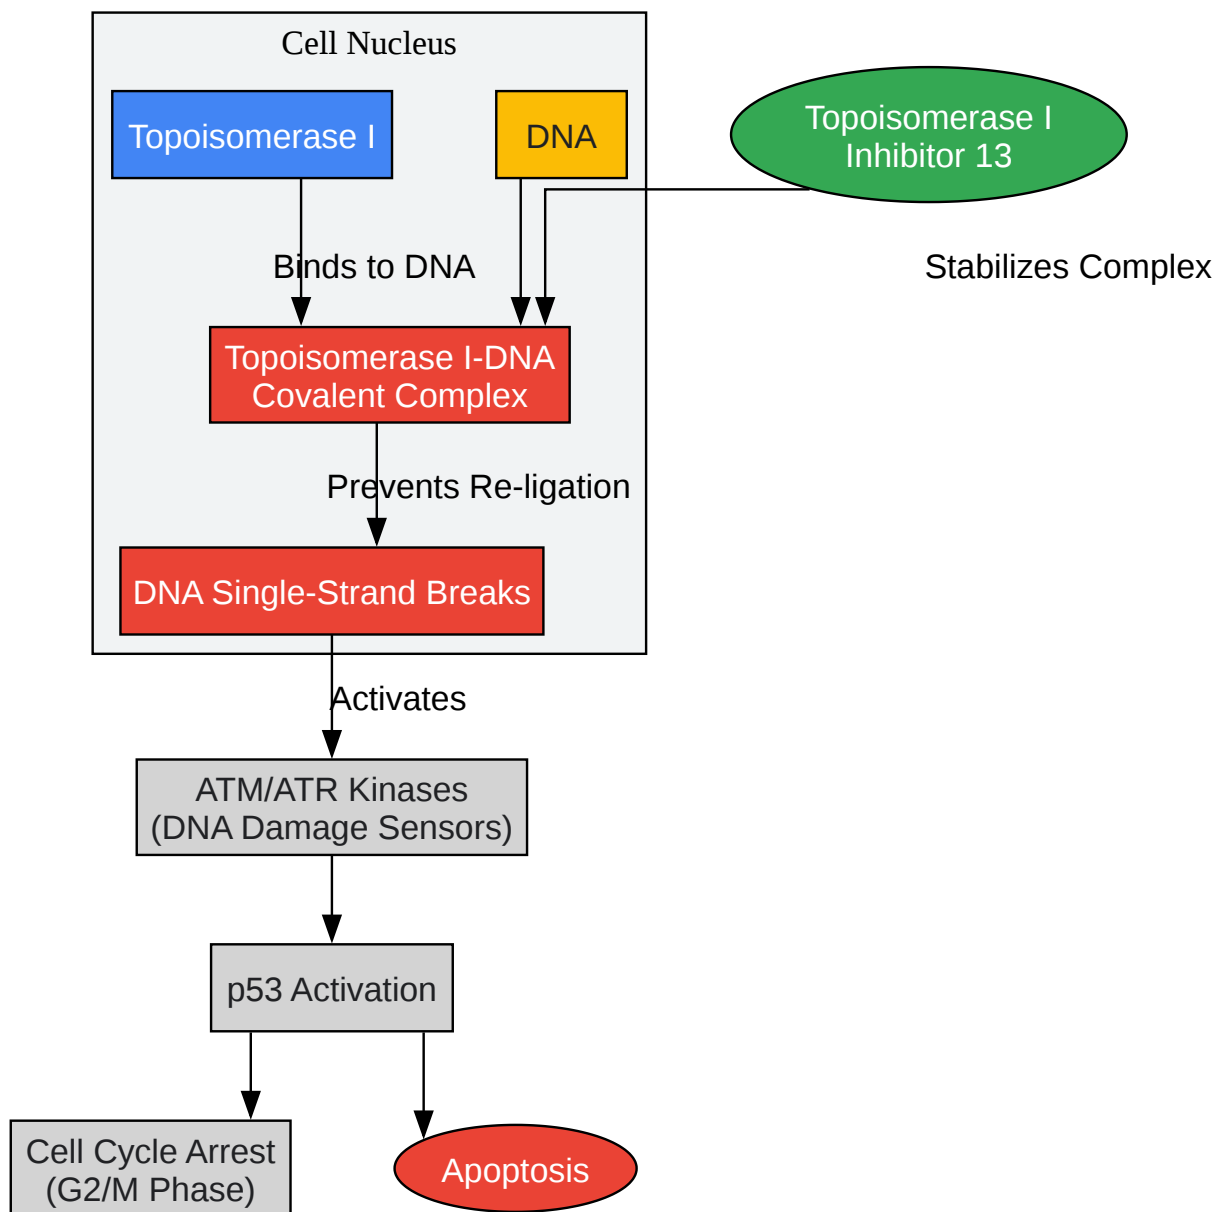 Cell Nucleus
Topoisomerase I
DNA
Topoisomerase I
Inhibitor 13
Binds to DNA
Stabilizes Complex
Topoisomerase I-DNA
Covalent Complex
Prevents Re-ligation
DNA Single-Strand Breaks
Activates
ATM/ATR Kinases
(DNA Damage Sensors)
p53 Activation
Cell Cycle Arrest
(G2/M Phase)
Apoptosis